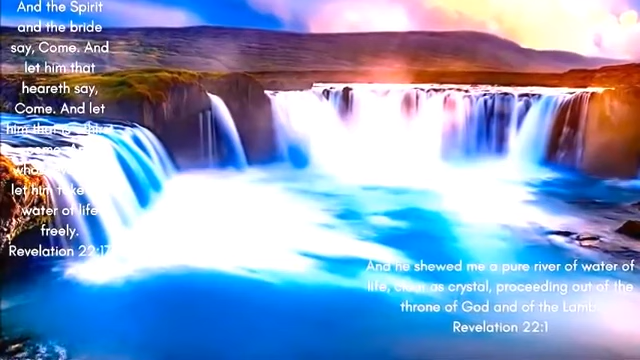 And the Spirit
and the bride
say, Come. And
let him that
heareth say,
Come. And let
him that is
let him take
water of life
freely.
Revelation 22:17
And he shewed me a pure river of water of
life, clear as crystal, proceeding out of the
throne of God and of the Lamb.
Revelation 22:1